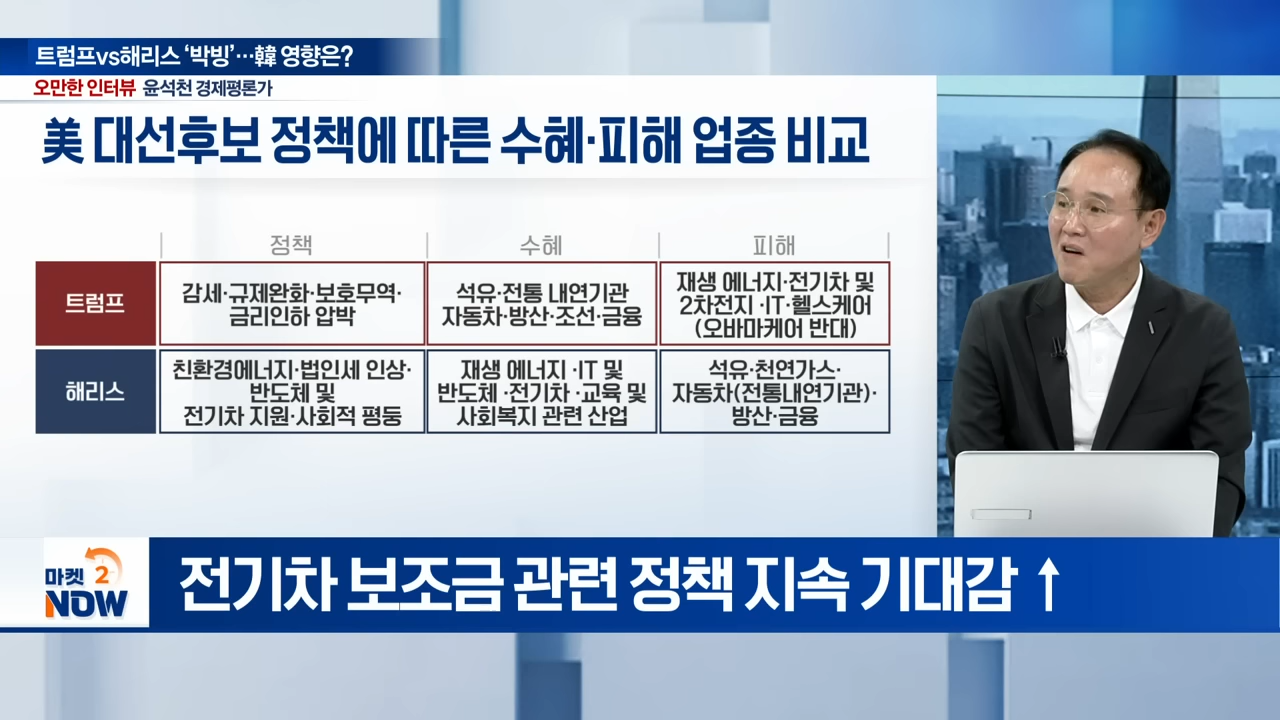 트럼프vs해리스 ‘박빙’…韓 영향은?
오만한 인터뷰 윤석천 경제평론가
美 대선후보 정책에 따른 수혜·피해 업종 비교
정책 수혜 피해
트럼프
감세·규제완화·보호무역·
금리인하 압박
석유·전통 내연기관
자동차·방산·조선·금융
재생 에너지·전기차 및
2차전지 ·IT·헬스케어
(오바마케어 반대)
해리스
친환경에너지·법인세 인상·
반도체 및
전기차 지원·사회적 평등
재생 에너지 ·IT 및
반도체 ·전기차 ·교육 및
사회복지 관련 산업
석유·천연가스·
자동차(전통내연기관)·
방산·금융
마켓 2
NOW
전기차 보조금 관련 정책 지속 기대감 ↑